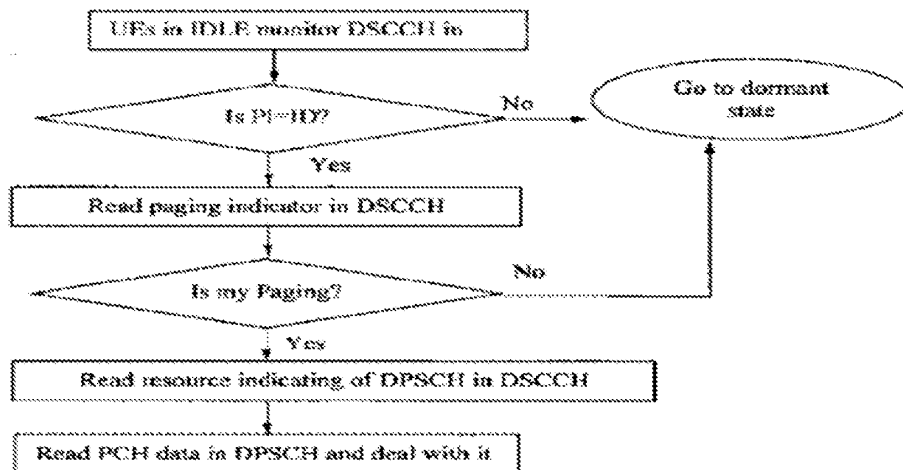 UEs in IDLE monitor DSCCH in
Is PI=ID?
No
Go to dormant
state
Yes
Read paging indicator in DSCCH
Is my Paging?
No
Yes
Read resource indicating of DPSCH in DSCCH
Read PCH data in DPSCH and deal with it